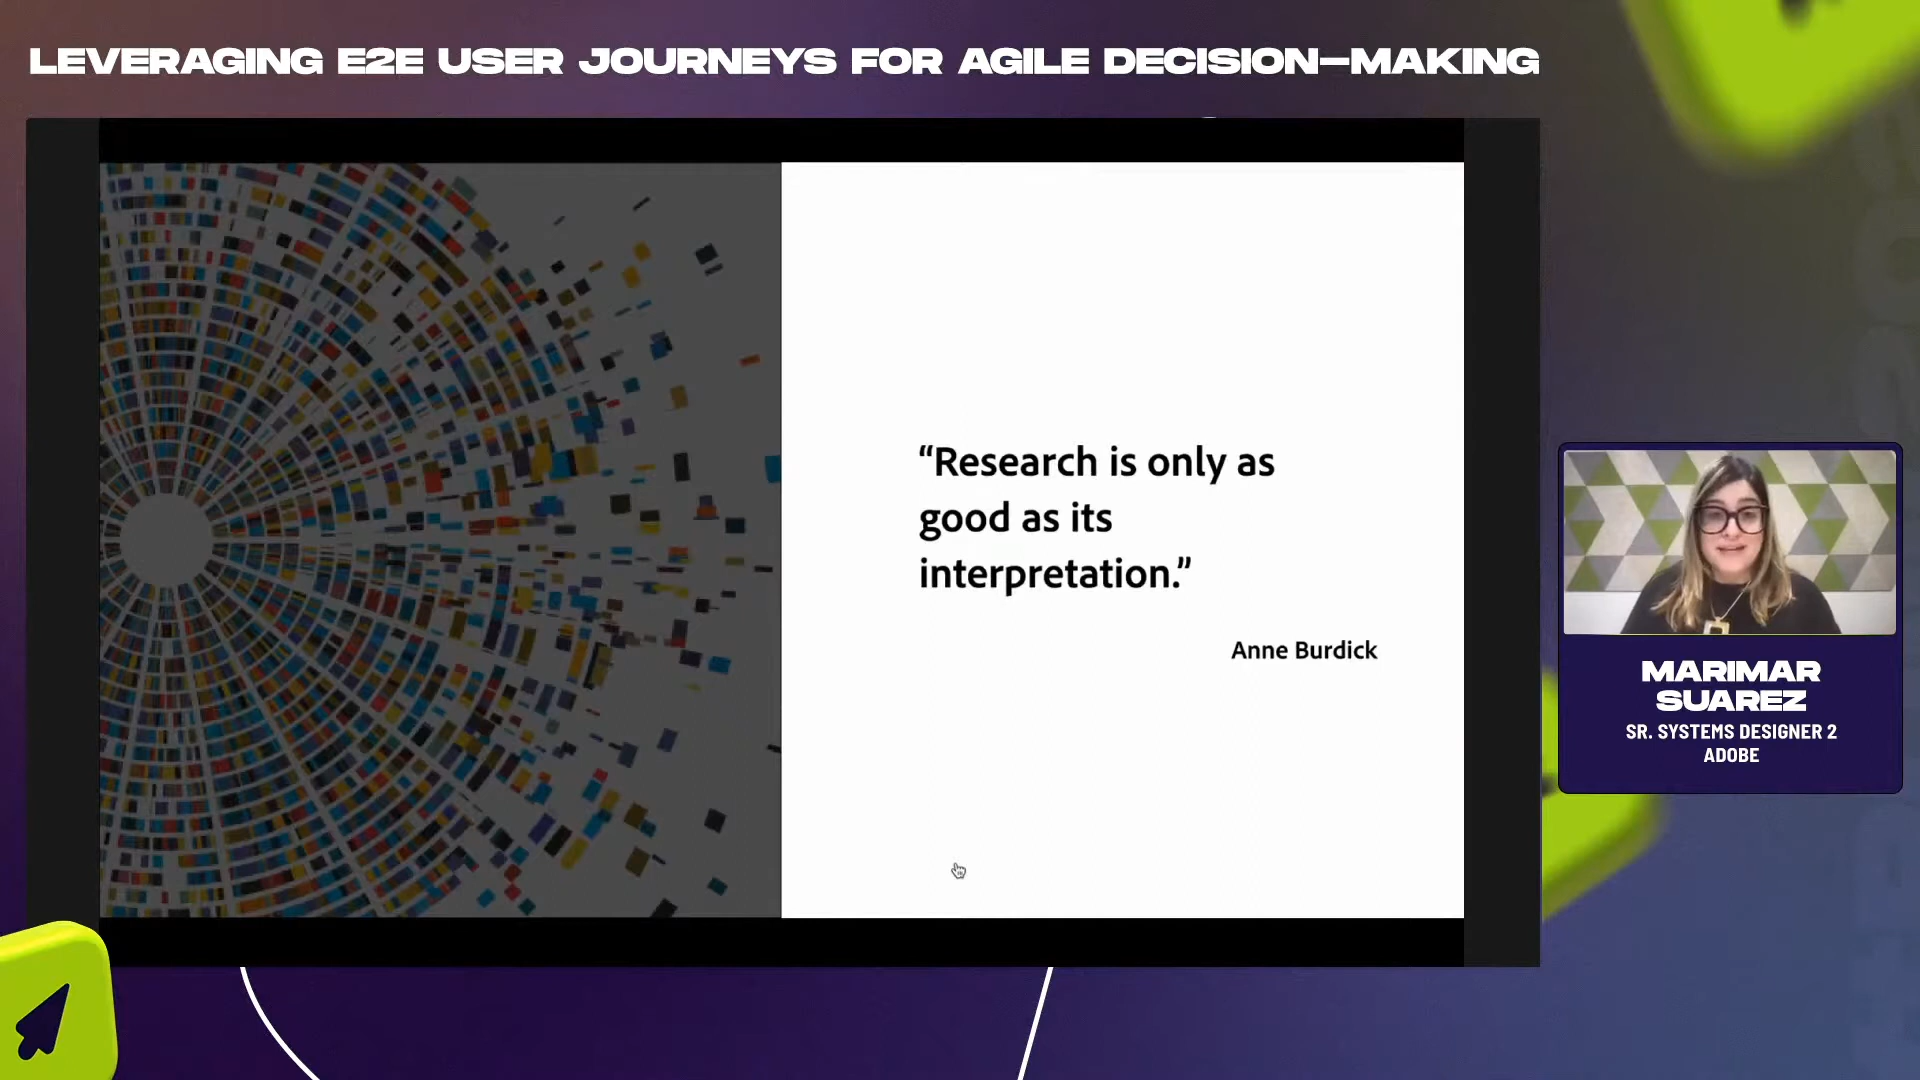 LEVERAGING E2E USER JOURNEYS FOR AGILE DECISION-MAKING
“Research is only as
good as its
interpretation.”
Anne Burdick
MARIMAR
SUAREZ
SR. SYSTEMS DESIGNER 2
ADOBE